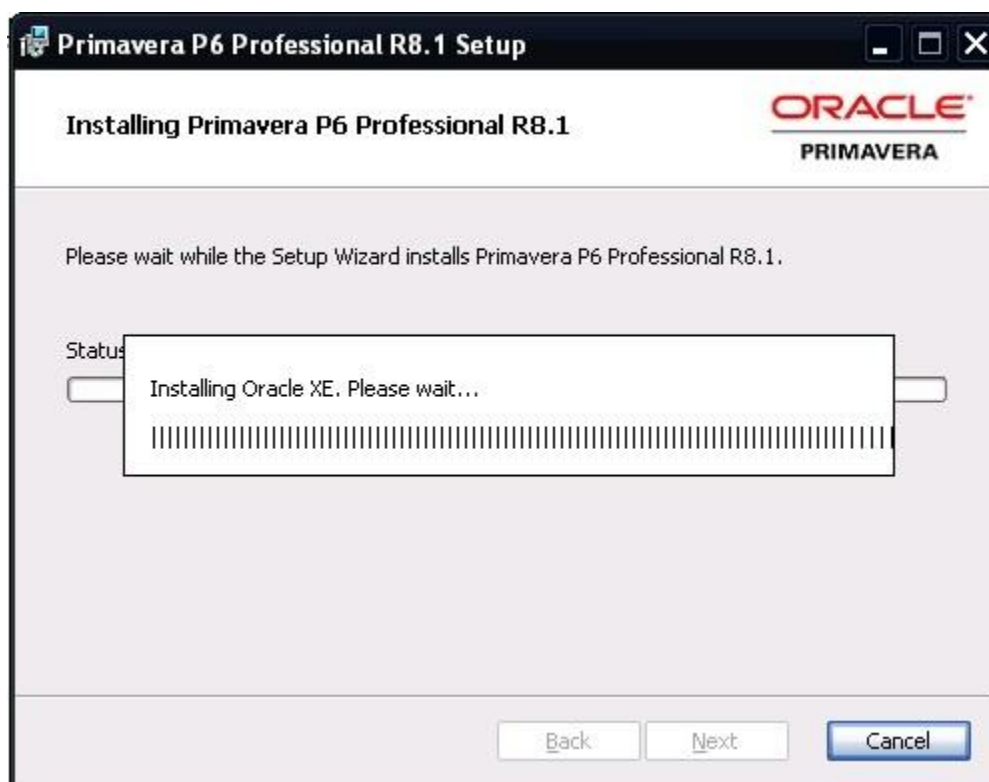 Primavera P6 Professional R8.1 Setup
Installing Primavera P6 Professional R8.1
ORACLE
PRIMAVERA
Please wait while the Setup Wizard installs Primavera P6 Professional R8.1.
Status
Installing Oracle XE. Please wait...
Back
Next
Cancel